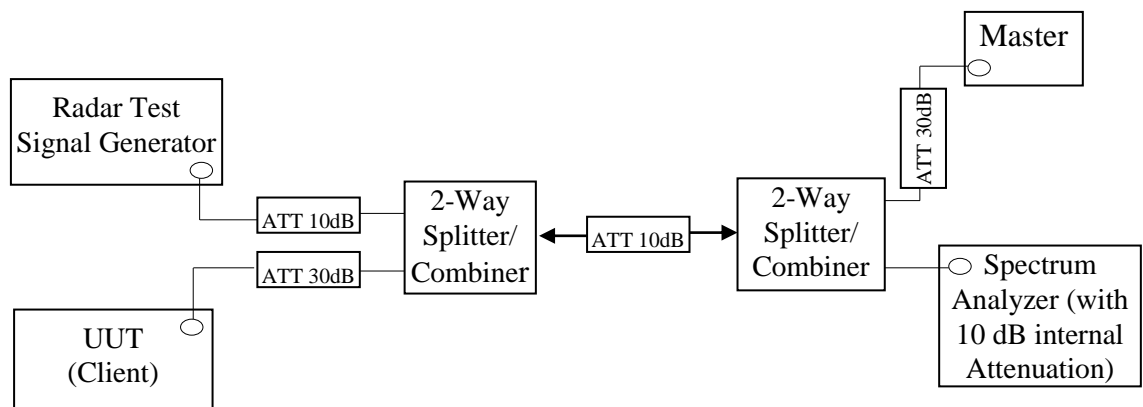 Master
Radar Test
Signal Generator
ATT 30dB
2-Way
Splitter/
Combiner
2-Way
Splitter/
Combiner
ATT 10dB
ATT 10dB
ATT 30dB
UUT
(Client)
Spectrum
Analyzer (with
10 dB internal
Attenuation)